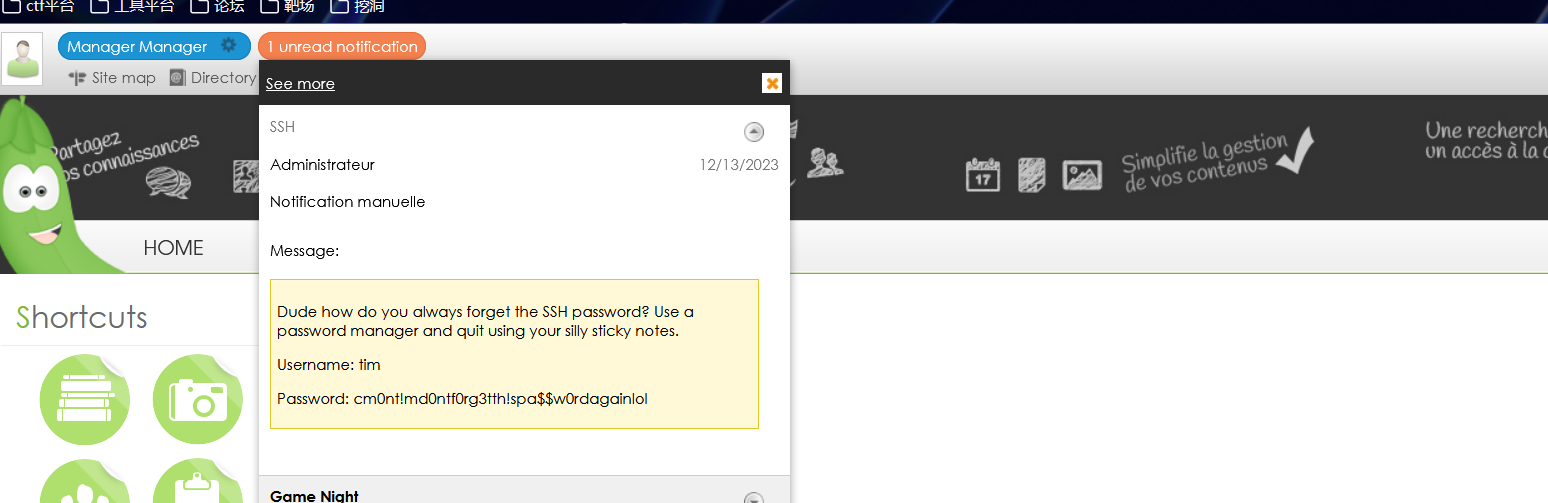 ctf平台 工具平台 论坛 靶场 挖洞
Manager Manager 1 unread notification
Site map Directory
See more
Partagez
vos connaissances
Simplifie la gestion
de vos contenus
17
Une recherch
un accès à la
SSH
Administrateur 12/13/2023
Notification manuelle
Message:
Dude how do you always forget the SSH password? Use a
password manager and quit using your silly sticky notes.
Username: tim
Password: cm0nt!md0ntf0rg3tth!spa$$w0rdagainlol
Game Night
HOME
Shortcuts